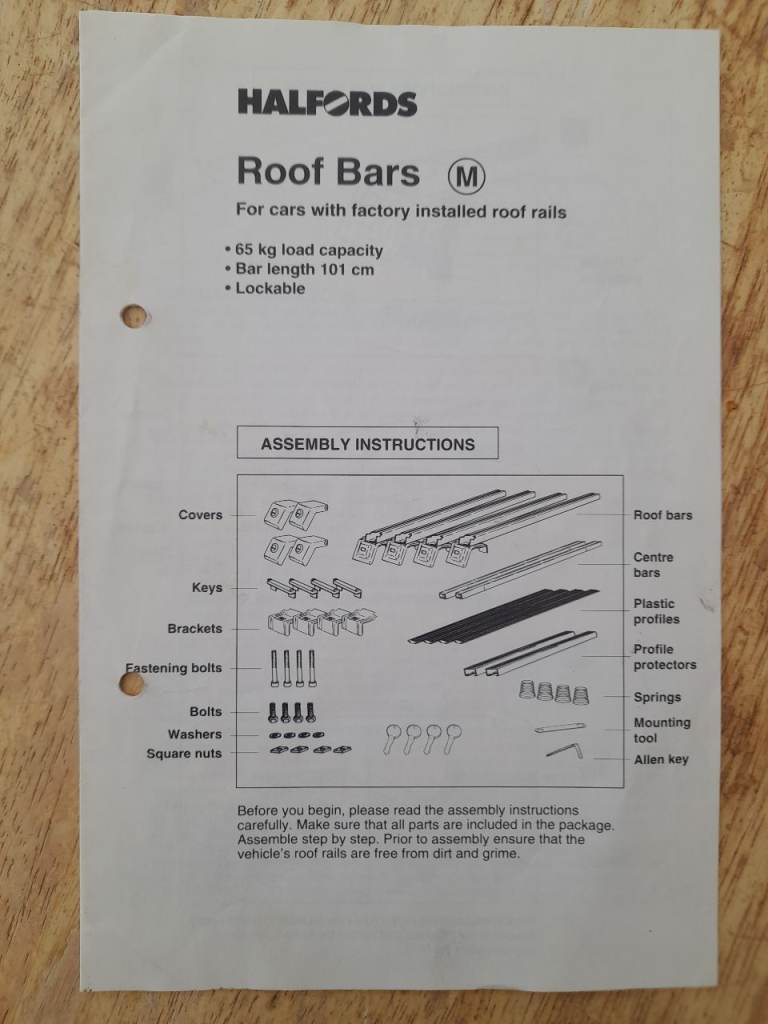 HALFORDS
Roof Bars Ⓜ
For cars with factory installed roof rails
• 65 kg load capacity
• Bar length 101 cm
• Lockable
ASSEMBLY INSTRUCTIONS
Covers
Keys
Brackets
Fastening bolts
Bolts
Washers
Square nuts
Roof bars
Centre
bars
Plastic
profiles
Profile
protectors
Springs
Mounting
tool
Allen key
Before you begin, please read the assembly instructions
carefully. Make sure that all parts are included in the package.
Assemble step by step. Prior to assembly ensure that the
vehicle's roof rails are free from dirt and grime.